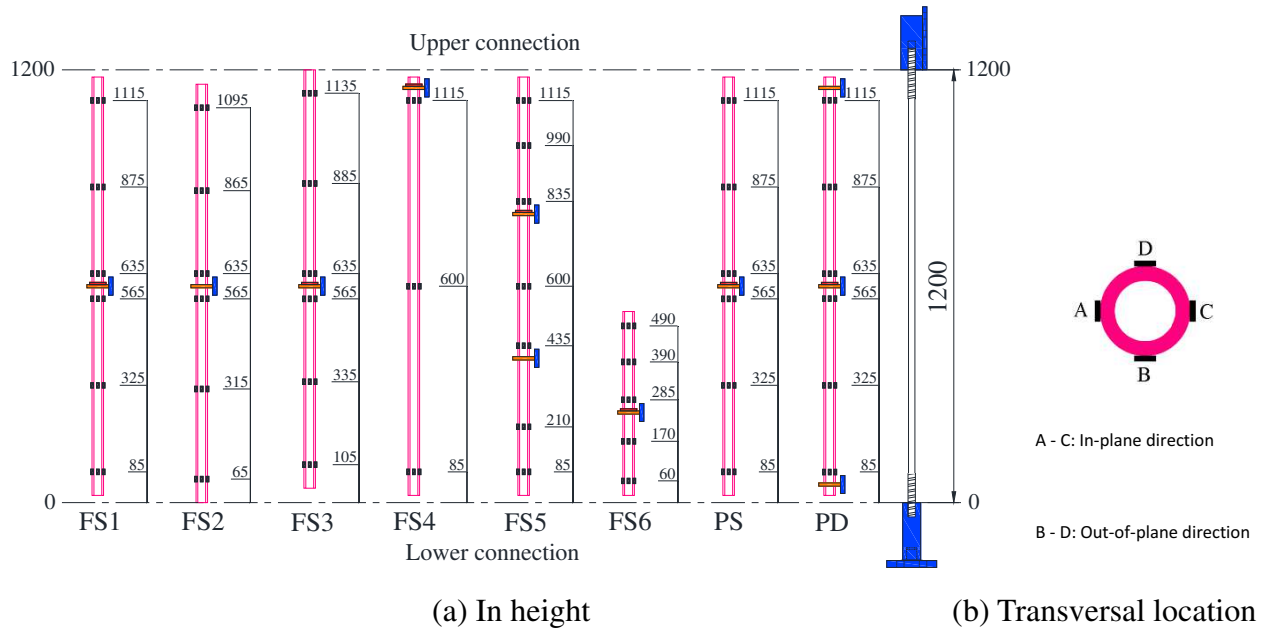 Upper connection
1200
1115
875
635
565
325
85
FS1
1095
865
635
565
315
65
FS2
1135
885
635
565
335
105
FS3
1115
600
85
FS4
1115
990
835
600
435
210
85
FS5
490
390
285
170
60
FS6
1115
875
635
565
325
85
PS
1115
875
635
565
325
85
PD
1200
1200
0
0
Lower connection
D
A
C
B
A - C: In-plane direction
B - D: Out-of-plane direction
(a) In height
(b) Transversal location